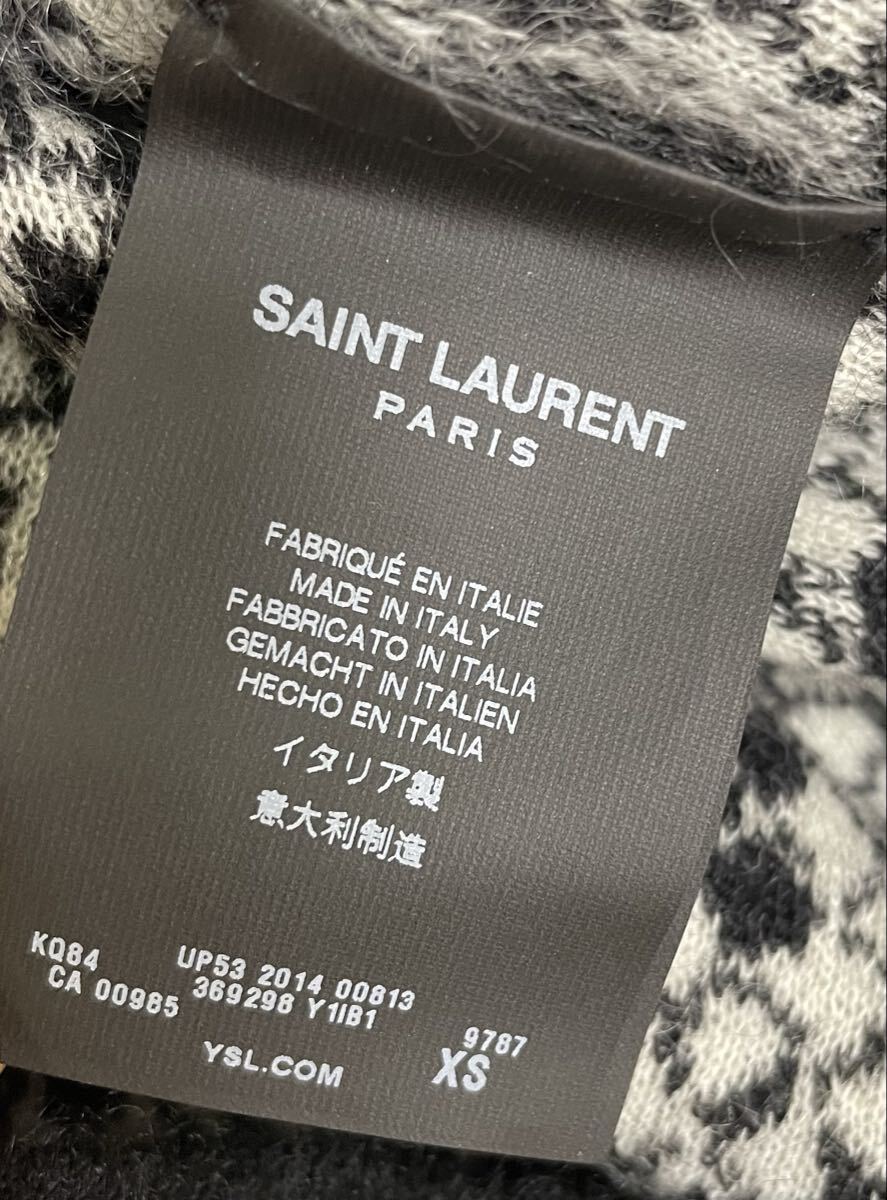 SAINT LAURENT
PARIS
FABRIQUÉ EN ITALIE
MADE IN ITALY
FABBRICATO IN ITALIA
GEMACHT IN ITALIEN
HECHO EN ITALIA
イタリア製
意大利制造
KQ84 UP53 2014 00813
CA 00985 369298 Y1IB1
9787
YSL.COM XS